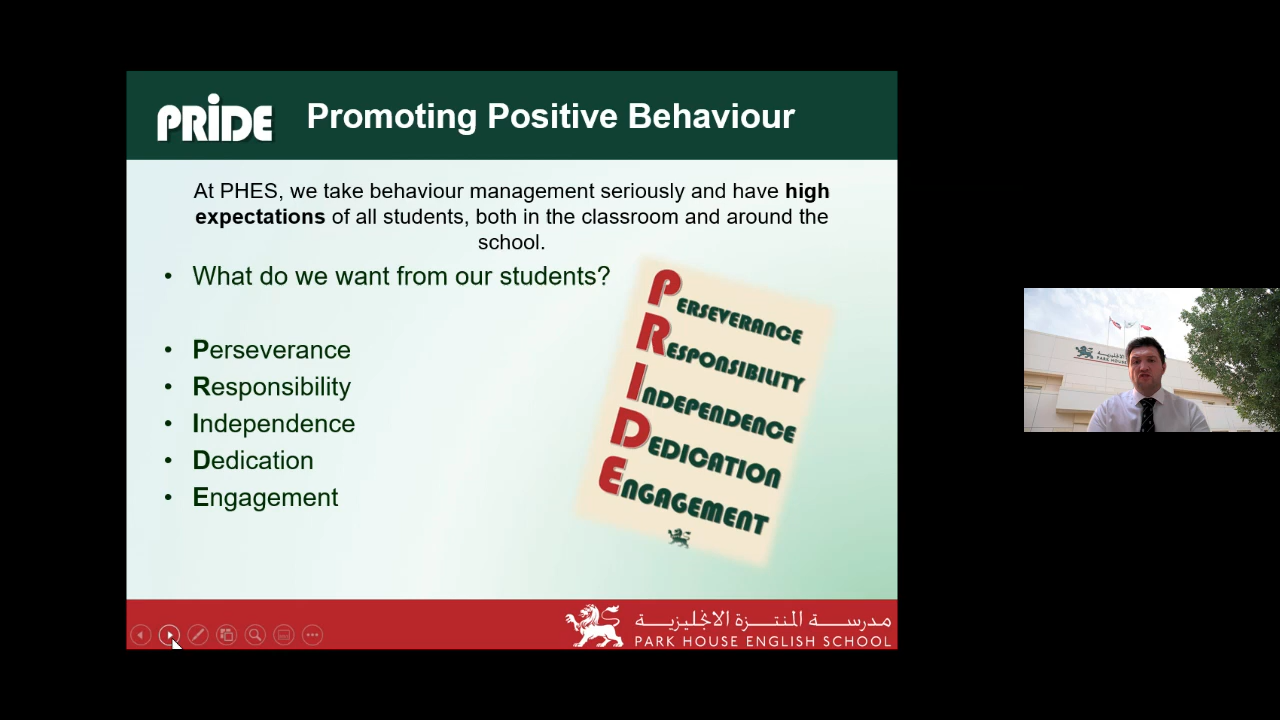 PRiDE
Promoting Positive Behaviour
At PHES, we take behaviour management seriously and have high
expectations of all students, both in the classroom and around the
school.
• What do we want from our students?
• Perseverance
• Responsibility
• Independence
• Dedication
• Engagement
PERSEVERANCE
RESPONSIBILITY
INDEPENDENCE
DEDICATION
ENGAGEMENT
مدرسة المنتزة الانجليزية
PARK HOUSE ENGLISH SCHOOL